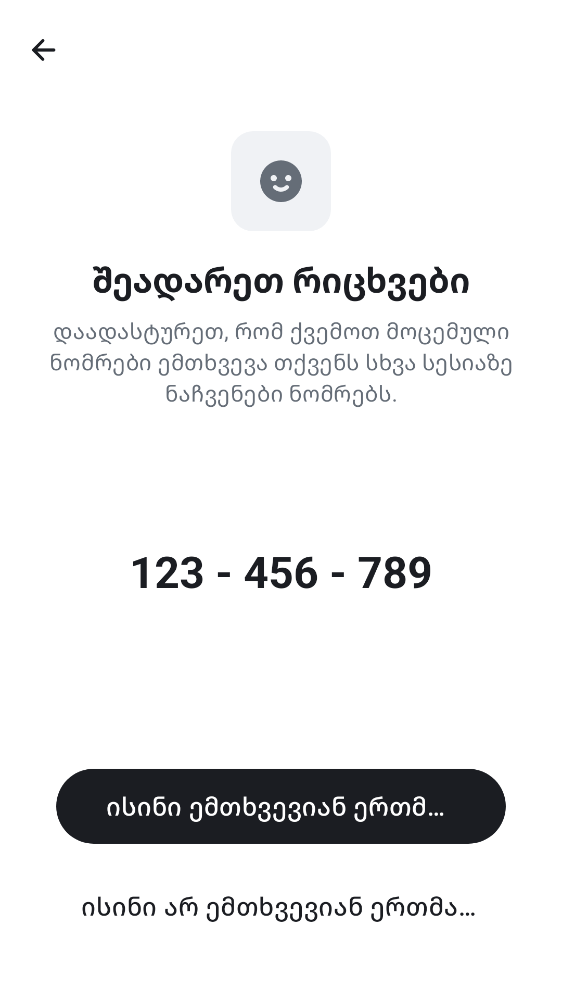 შეადარეთ რიცხვები
დაადასტურეთ, რომ ქვემოთ მოცემული
ნომრები ემთხვევა თქვენს სხვა სესიაზე
ნაჩვენები ნომრებს.
123 - 456 - 789
ისინი ემთხვევიან ერთმ...
ისინი არ ემთხვევიან ერთმა...